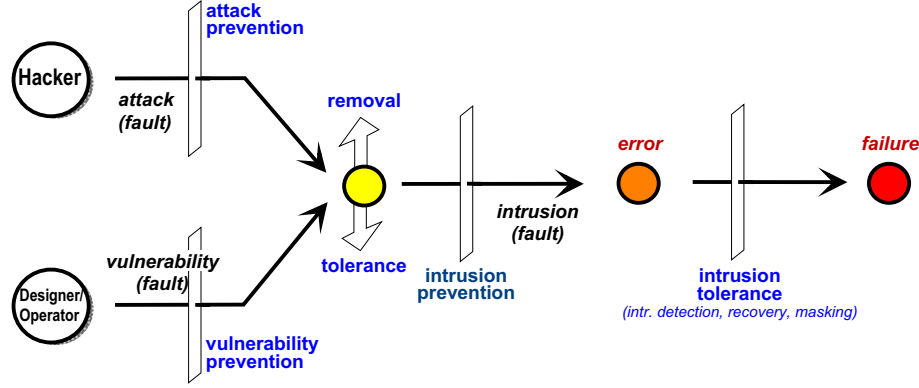 attack
prevention
Hacker
attack
(fault)
removal
error
failure
vulnerability
(fault)
tolerance
intrusion
(fault)
intrusion
prevention
intrusion
tolerance
(intr. detection, recovery, masking)
Designer/
Operator
vulnerability
prevention